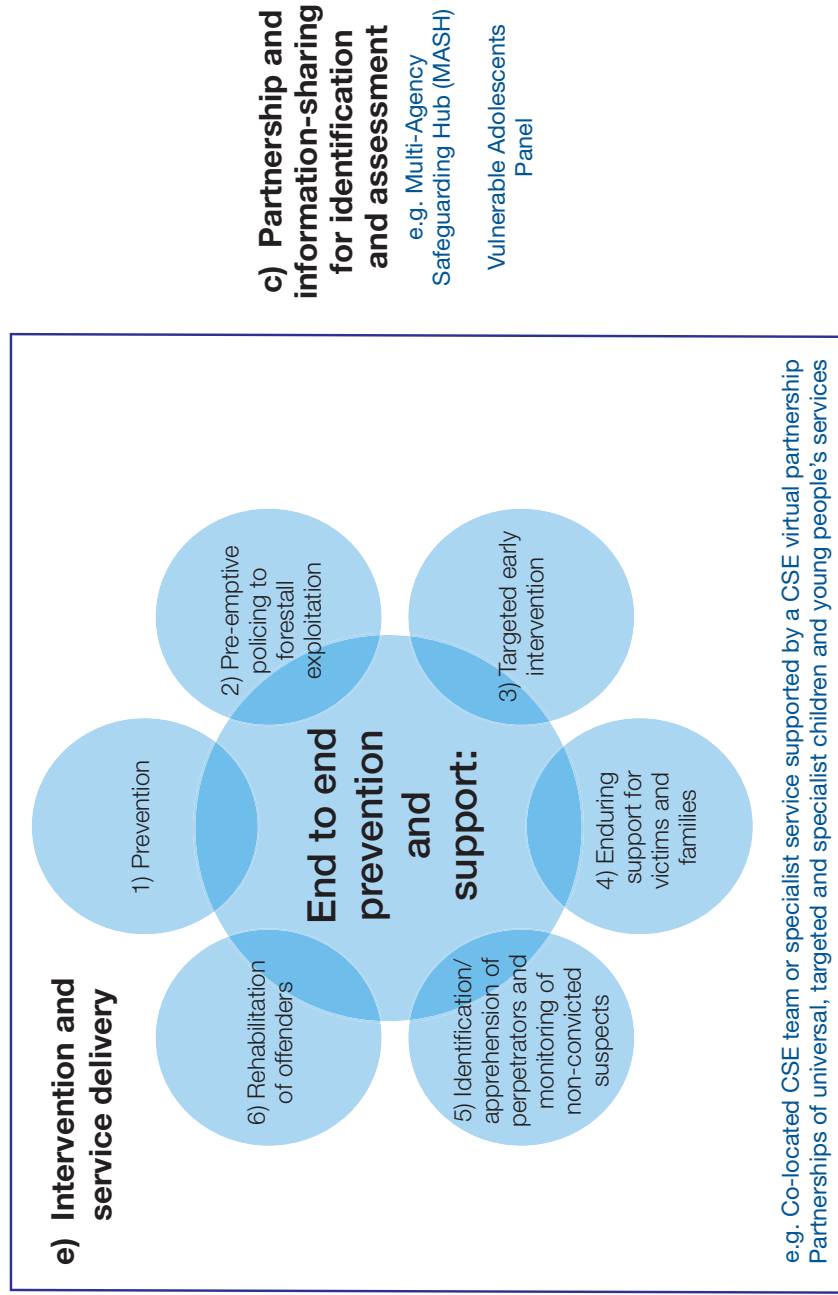 e) Intervention and
service delivery
End to end
prevention
and
support:
1) Prevention
2) Pre-emptive
policing to
forestall
exploitation
3) Targeted early
intervention
4) Enduring
support for
victims and
families
5) Identification/
apprehension of
perpetrators and
monitoring of
non-convicted
suspects
6) Rehabilitation
of offenders
e.g. Co-located CSE team or specialist service supported by a CSE virtual partnership
Partnerships of universal, targeted and specialist children and young people's services
c) Partnership and
information-sharing
for identification
and assessment
e.g. Multi-Agency
Safeguarding Hub (MASH)
Vulnerable Adolescents
Panel